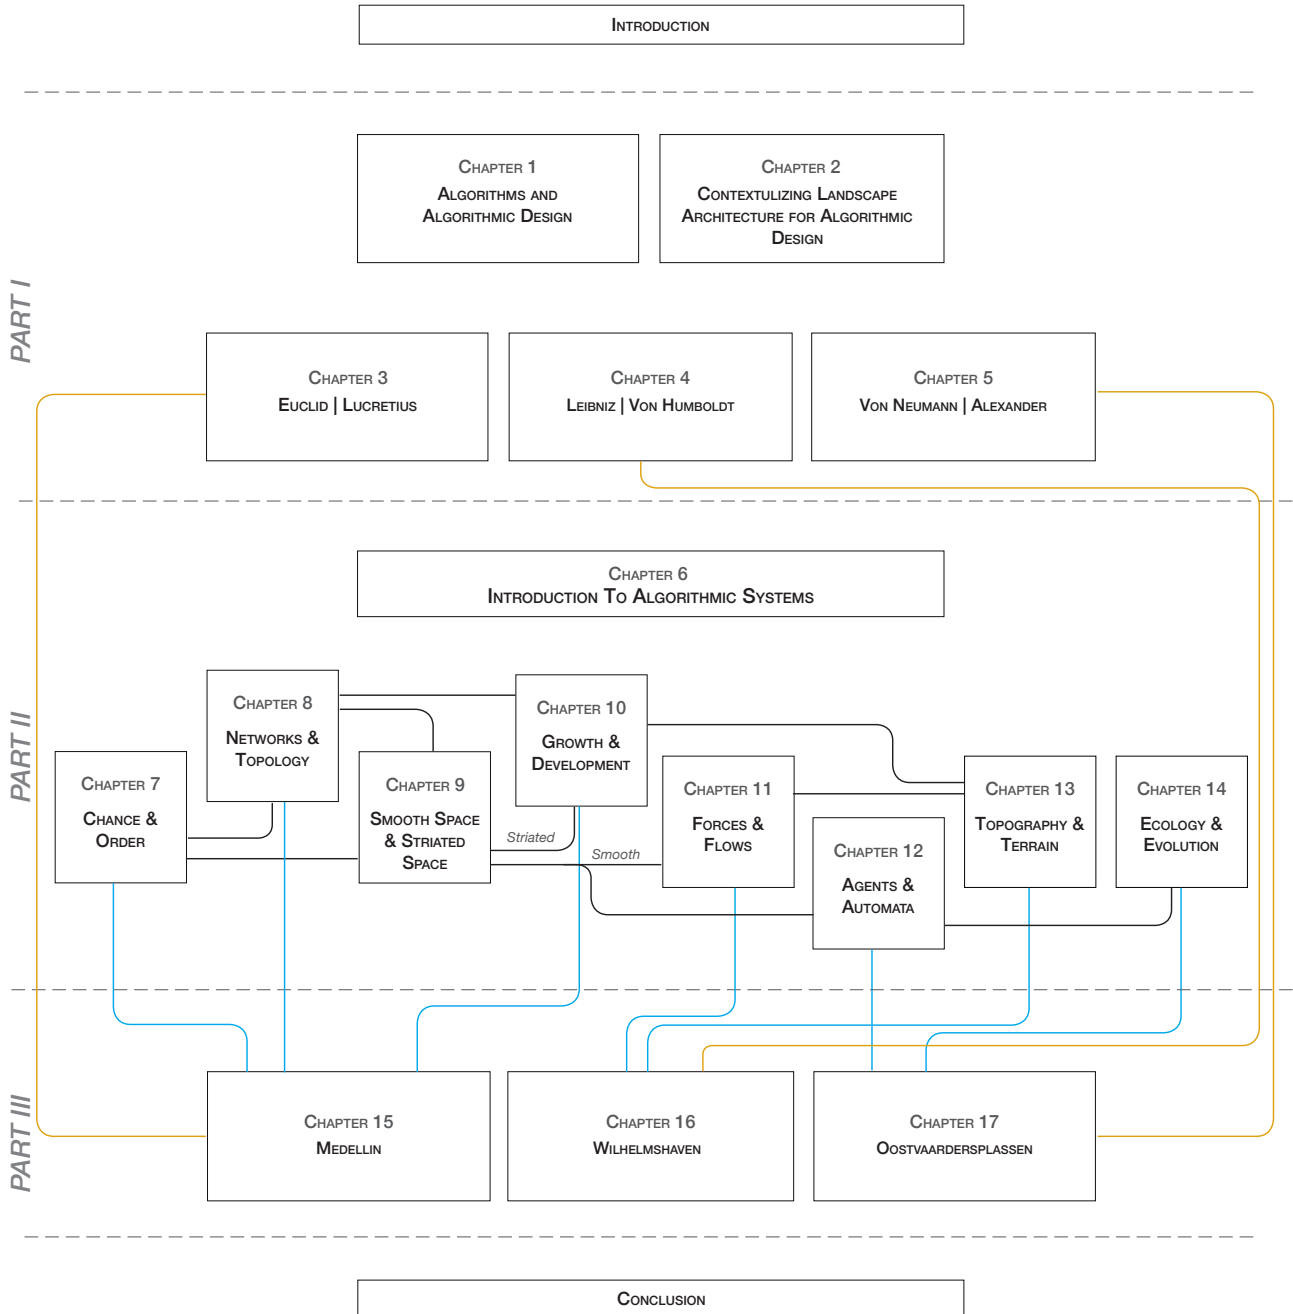 Introduction
PART I
Chapter 1
Algorithms and
Algorithmic Design
Chapter 2
Contextulizing Landscape
Architecture for Algorithmic
Design
Chapter 3
Euclid | Lucretius
Chapter 4
Leibniz | Von Humboldt
Chapter 5
Von Neumann | Alexander
PART II
Chapter 6
Introduction To Algorithmic Systems
Chapter 7
Chance &
Order
Chapter 8
Networks &
Topology
Chapter 9
Smooth Space
& Striated
Space
Striated
Smooth
Chapter 10
Growth &
Development
Chapter 11
Forces &
Flows
Chapter 12
Agents &
Automata
Chapter 13
Topography &
Terrain
Chapter 14
Ecology &
Evolution
PART III
Chapter 15
Medellin
Chapter 16
Wilhelmshaven
Chapter 17
Oostvaardersplassen
Conclusion